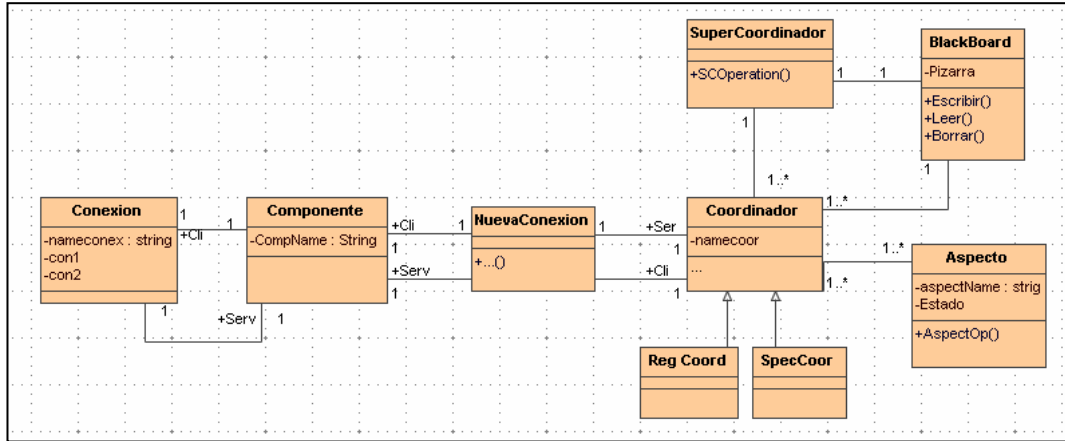 SuperCoordinador
+SCOperation()
1
1
1
BlackBoard
-Pizarra
+Escribir()
+Leer()
+Borrar()
1
1..*
1..*
Conexion
-nameconex : string
-con1
-con2
1
+Cli
1
1
+Serv
1
Componente
-CompName : String
+Cli
1
1
+Serv
1
NuevaConexion
+...()
1
+Ser
1
+Cli
1
Coordinador
-namecoor
...
1..*
1..*
Aspecto
-aspectName : strig
-Estado
+AspectOp()
Reg Coord
SpecCoor